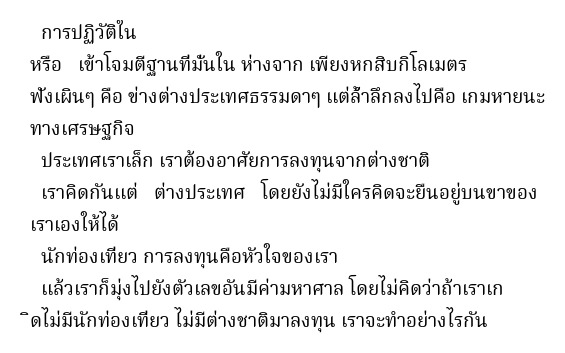 การปฏิวัติใน
หรือ เข้าโจมตีฐานที่มั่นใน ห่างจาก เพียงหกสิบกิโลเมตร
ฟังเผินๆ คือ ข่างต่างประเทศธรรมดาๆ แต่ล้ำลึกลงไปคือ เกมหายนะ
ทางเศรษฐกิจ
ประเทศเราเล็ก เราต้องอาศัยการลงทุนจากต่างชาติ
เราคิดกันแต่ ต่างประเทศ โดยยังไม่มีใครคิดจะยืนอยู่บนขาของ
เราเองให้ได้
นักท่องเที่ยว การลงทุนคือหัวใจของเรา
แล้วเราก็มุ่งไปยังตัวเลขอันมีค่ามหาศาล โดยไม่คิดว่าถ้าเราเก
ิดไม่มีนักท่องเที่ยว ไม่มีต่างชาติมาลงทุน เราจะทำอย่างไรกัน